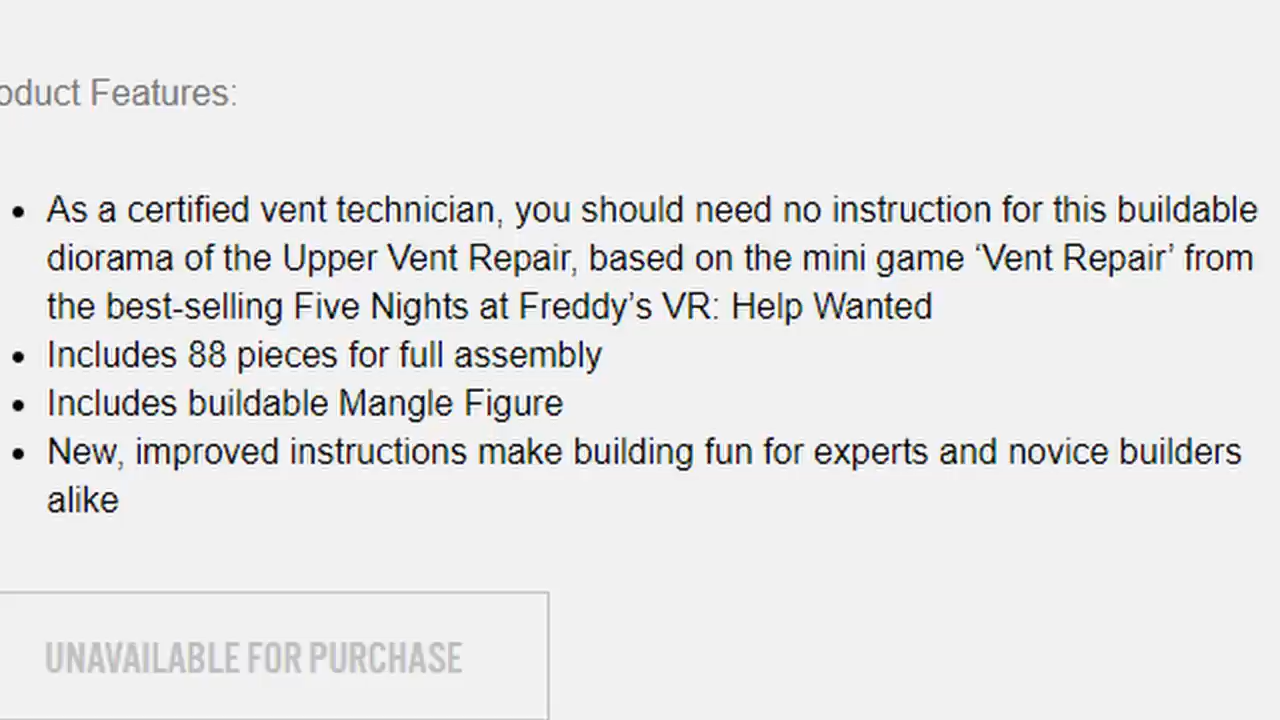 oduct Features:
As a certified vent technician, you should need no instruction for this buildable
diorama of the Upper Vent Repair, based on the mini game ‘Vent Repair’ from
the best-selling Five Nights at Freddy’s VR: Help Wanted
Includes 88 pieces for full assembly
Includes buildable Mangle Figure
New, improved instructions make building fun for experts and novice builders
alike
UNAVAILABLE FOR PURCHASE